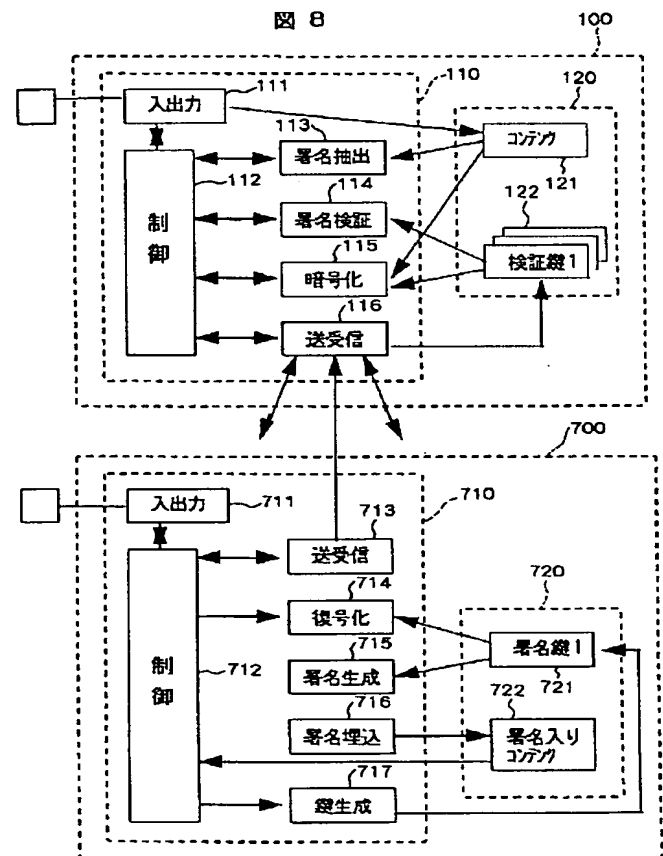 図 8
100
110
111
入出力
120
113
署名抽出
コンテンツ
121
112
制御
114
署名検証
122
検証鍵1
115
暗号化
116
送受信
700
入出力
711
710
713
送受信
714
復号化
720
制御
712
715
署名生成
署名鍵1
721
716
署名埋込
722
署名入り
コンテンツ
717
鍵生成